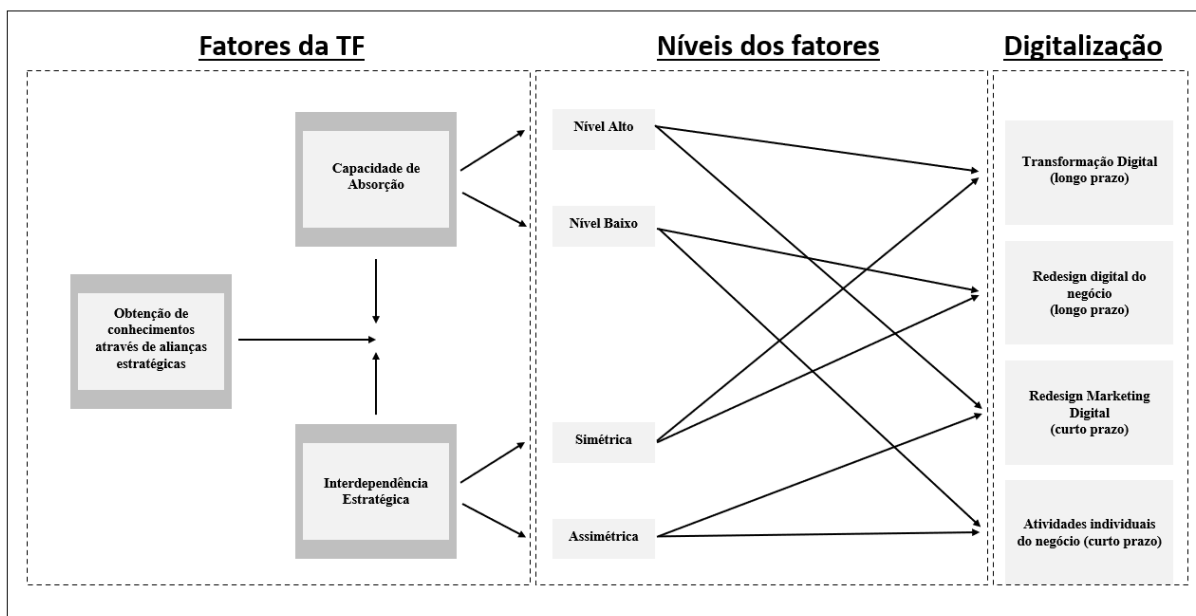 Fatores da TF
Níveis dos fatores
Digitalização
Capacidade de
Absorção
Obtenção de
conhecimentos
através de alianças
estratégicas
Interdependência
Estratégica
Nível Alto
Nível Baixo
Simétrica
Assimétrica
Transformação Digital
(longo prazo)
Redesign digital do
negócio
(longo prazo)
Redesign Marketing
Digital
(curto prazo)
Atividades individuais
do negócio (curto prazo)